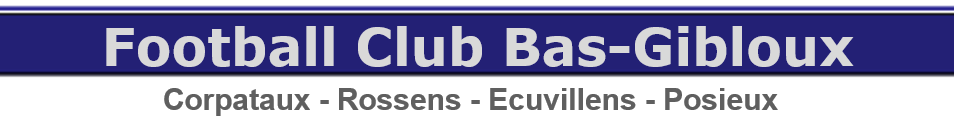 Football Club Bas-Gibloux
Corpataux - Rossens - Ecuvillens - Posieux